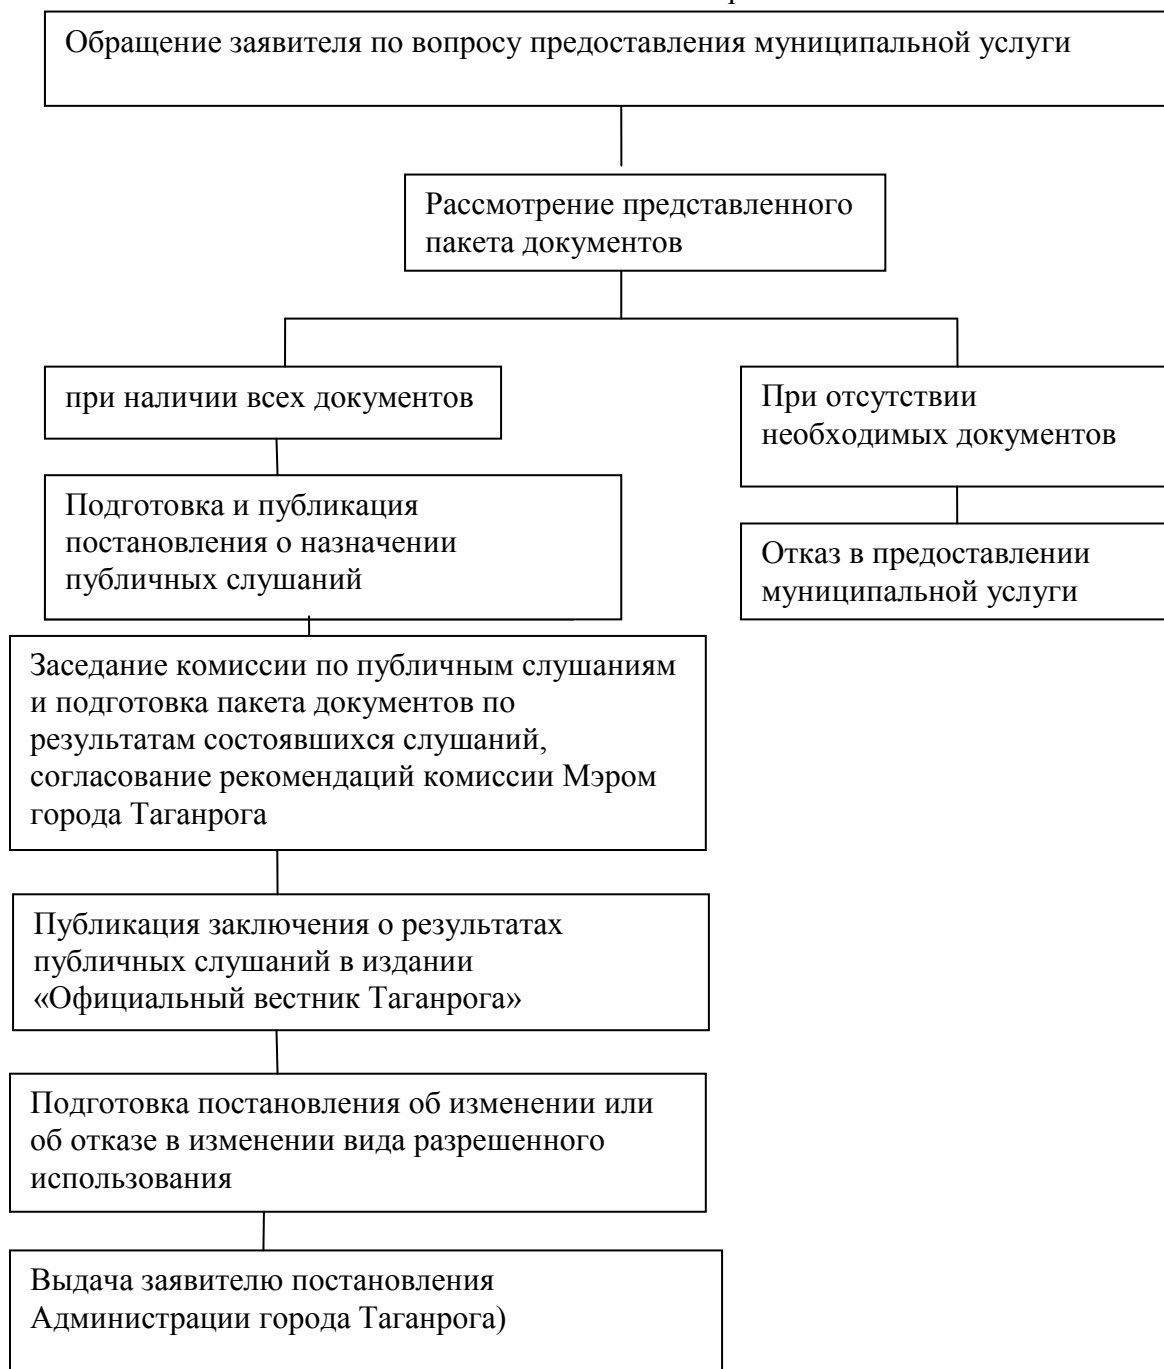 Обращение заявителя по вопросу предоставления муниципальной услуги
Рассмотрение представленного
пакета документов
при наличии всех документов
При отсутствии
необходимых документов
Подготовка и публикация
постановления о назначении
публичных слушаний
Отказ в предоставлении
муниципальной услуги
Заседание комиссии по публичным слушаниям
и подготовка пакета документов по
результатам состоявшихся слушаний,
согласование рекомендаций комиссии Мэром
города Таганрога
Публикация заключения о результатах
публичных слушаний в издании
«Официальный вестник Таганрога»
Подготовка постановления об изменении или
об отказе в изменении вида разрешенного
использования
Выдача заявителю постановления
Администрации города Таганрога)